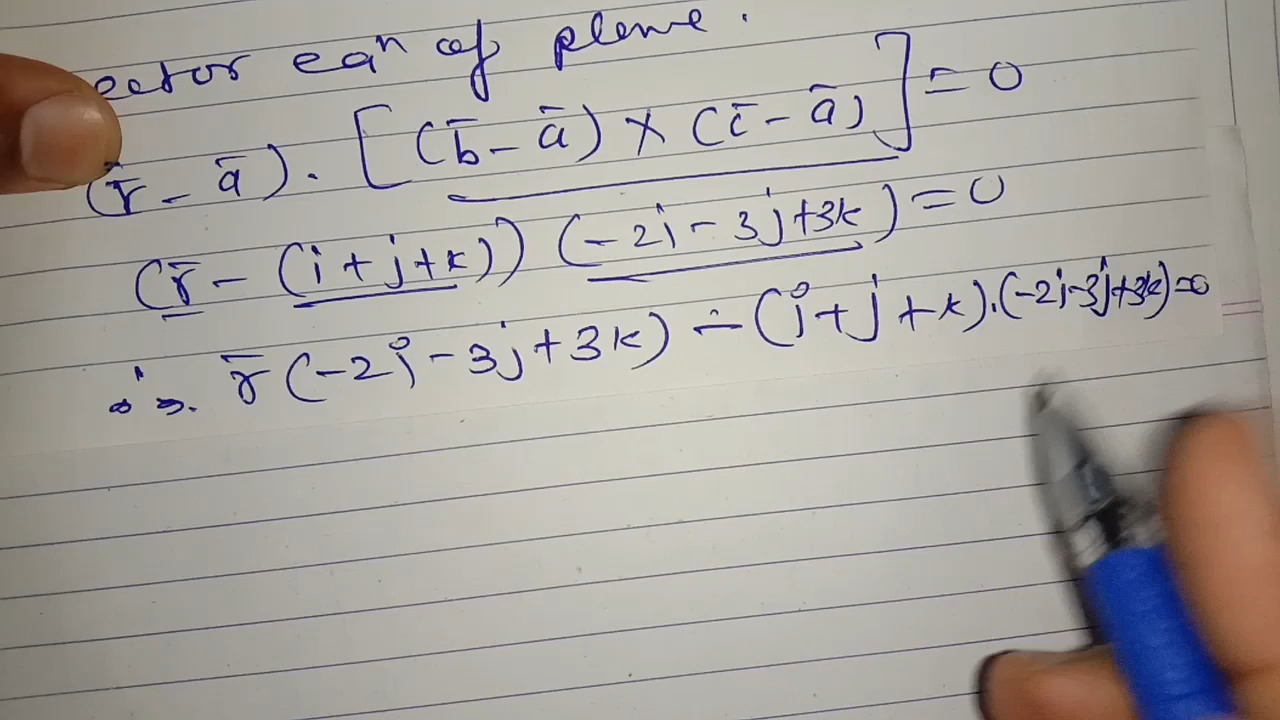 ector eqⁿ of plane.
(r̄ - ā). [(b̄ - ā) × (c̄ - ā)] = 0
(r̄ - (i + j + k)) (-2i - 3j + 3k) = 0
∴ r̄ (-2i - 3j + 3k) - (i + j + k).(-2i - 3j + 3k) = 0